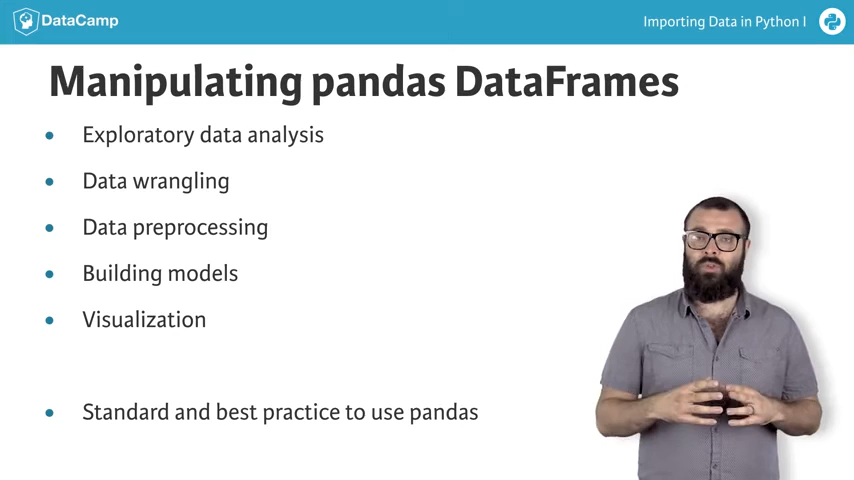 DataCamp
Importing Data in Python I
Manipulating pandas DataFrames
• Exploratory data analysis
• Data wrangling
• Data preprocessing
• Building models
• Visualization
• Standard and best practice to use pandas